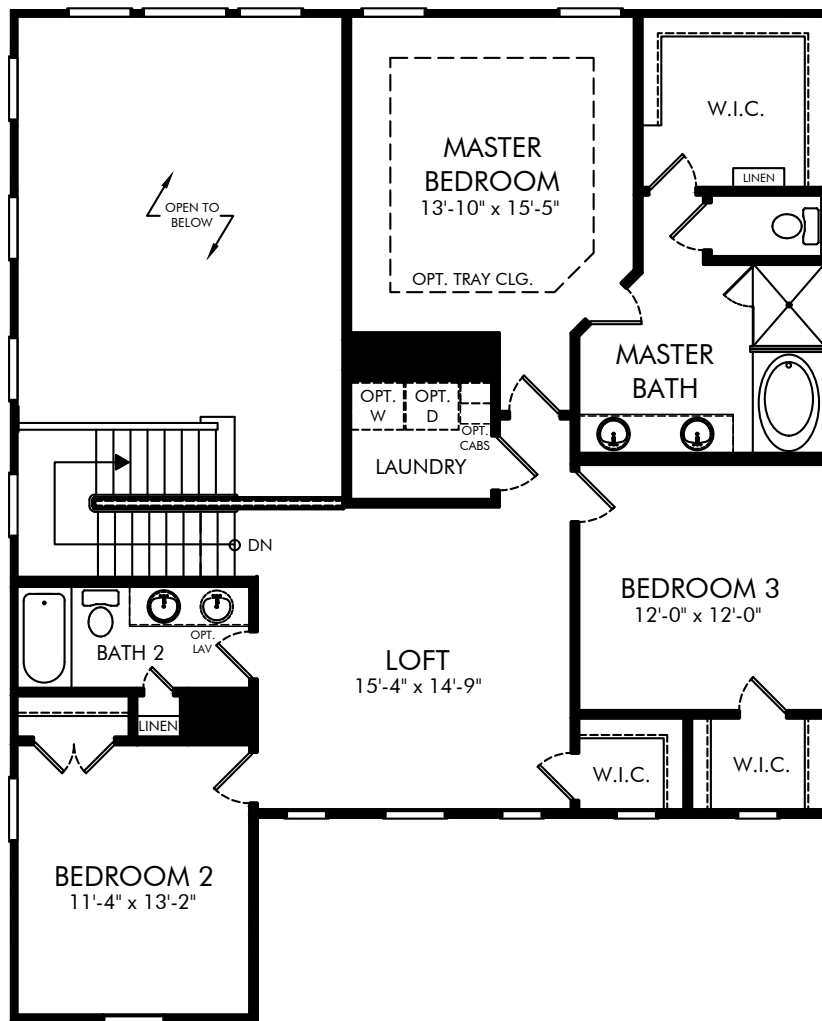 W.I.C.
LINEN
MASTER
BEDROOM
13'-10" x 15'-5"
OPT. TRAY CLG.
OPEN TO
BELOW
MASTER
BATH
OPT.
W
OPT.
D
OPT.
CABS
LAUNDRY
DN
BEDROOM 3
12'-0" x 12'-0"
OPT.
LAV
BATH 2
LOFT
15'-4" x 14'-9"
LINEN
W.I.C.
W.I.C.
BEDROOM 2
11'-4" x 13'-2"